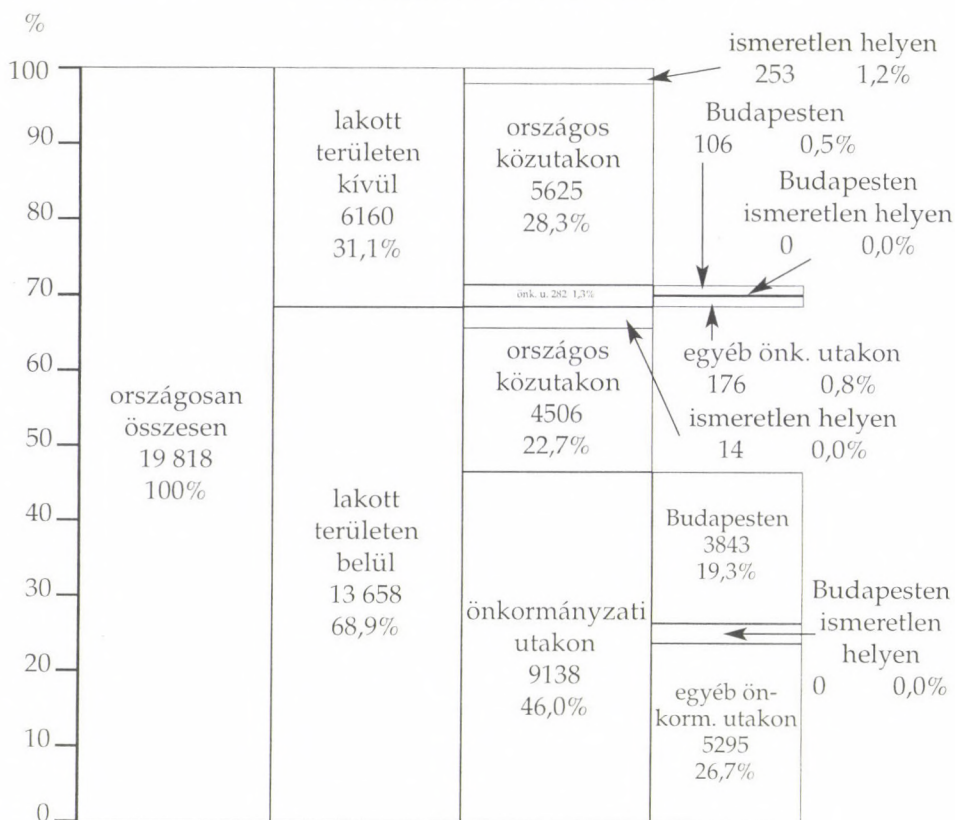 %
100
90
80
70
60
50
40
30
20
10
0
országosan
összesen
19 818
100%
lakott
területen
kívül
6160
31,1%
lakott
területen
belül
13 658
68,9%
országos
közutakon
5625
28,3%
önk. u. 282 1,3%
országos
közutakon
4506
22,7%
önkormányzati
utakon
9138
46,0%
ismeretlen helyen
253 1,2%
Budapesten
106 0,5%
Budapesten
ismeretlen helyen
0 0,0%
egyéb önk. utakon
176 0,8%
ismeretlen helyen
14 0,0%
Budapesten
3843
19,3%
Budapesten
ismeretlen
helyen
0 0,0%
egyéb ön-
korm. utakon
5295
26,7%